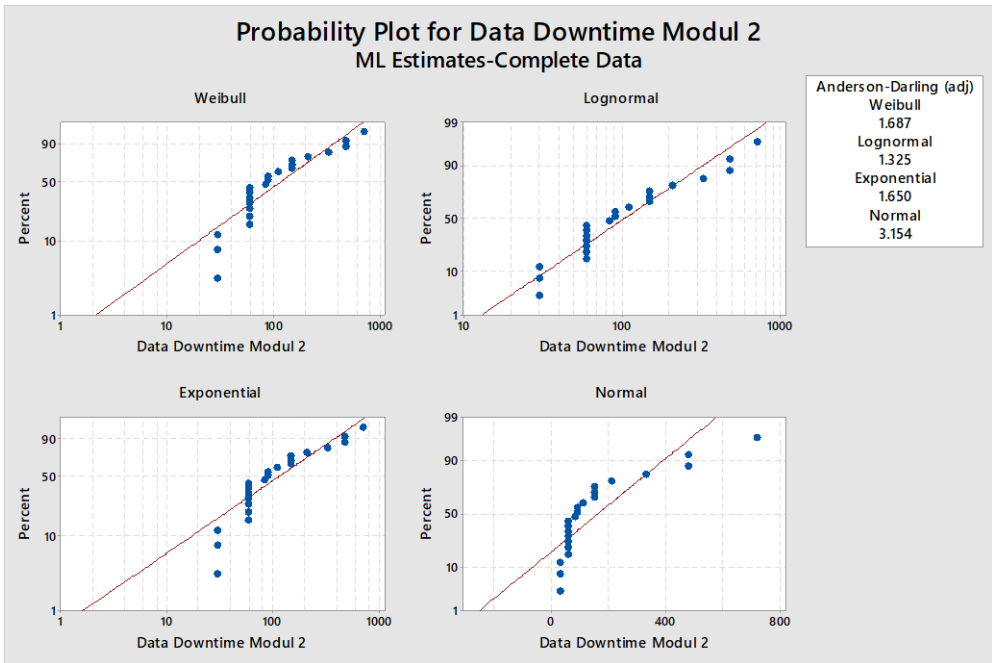 Probability Plot for Data Downtime Modul 2
ML Estimates-Complete Data
Anderson-Darling (adj)
Weibull
1.687
Lognormal
1.325
Exponential
1.650
Normal
3.154
Weibull
Percent
90
50
10
1
1 10 100 1000
Data Downtime Modul 2
Lognormal
Percent
99
90
50
10
1
10 100 1000
Data Downtime Modul 2
Exponential
Percent
90
50
10
1
1 10 100 1000
Data Downtime Modul 2
Normal
Percent
99
90
50
10
1
0 400 800
Data Downtime Modul 2